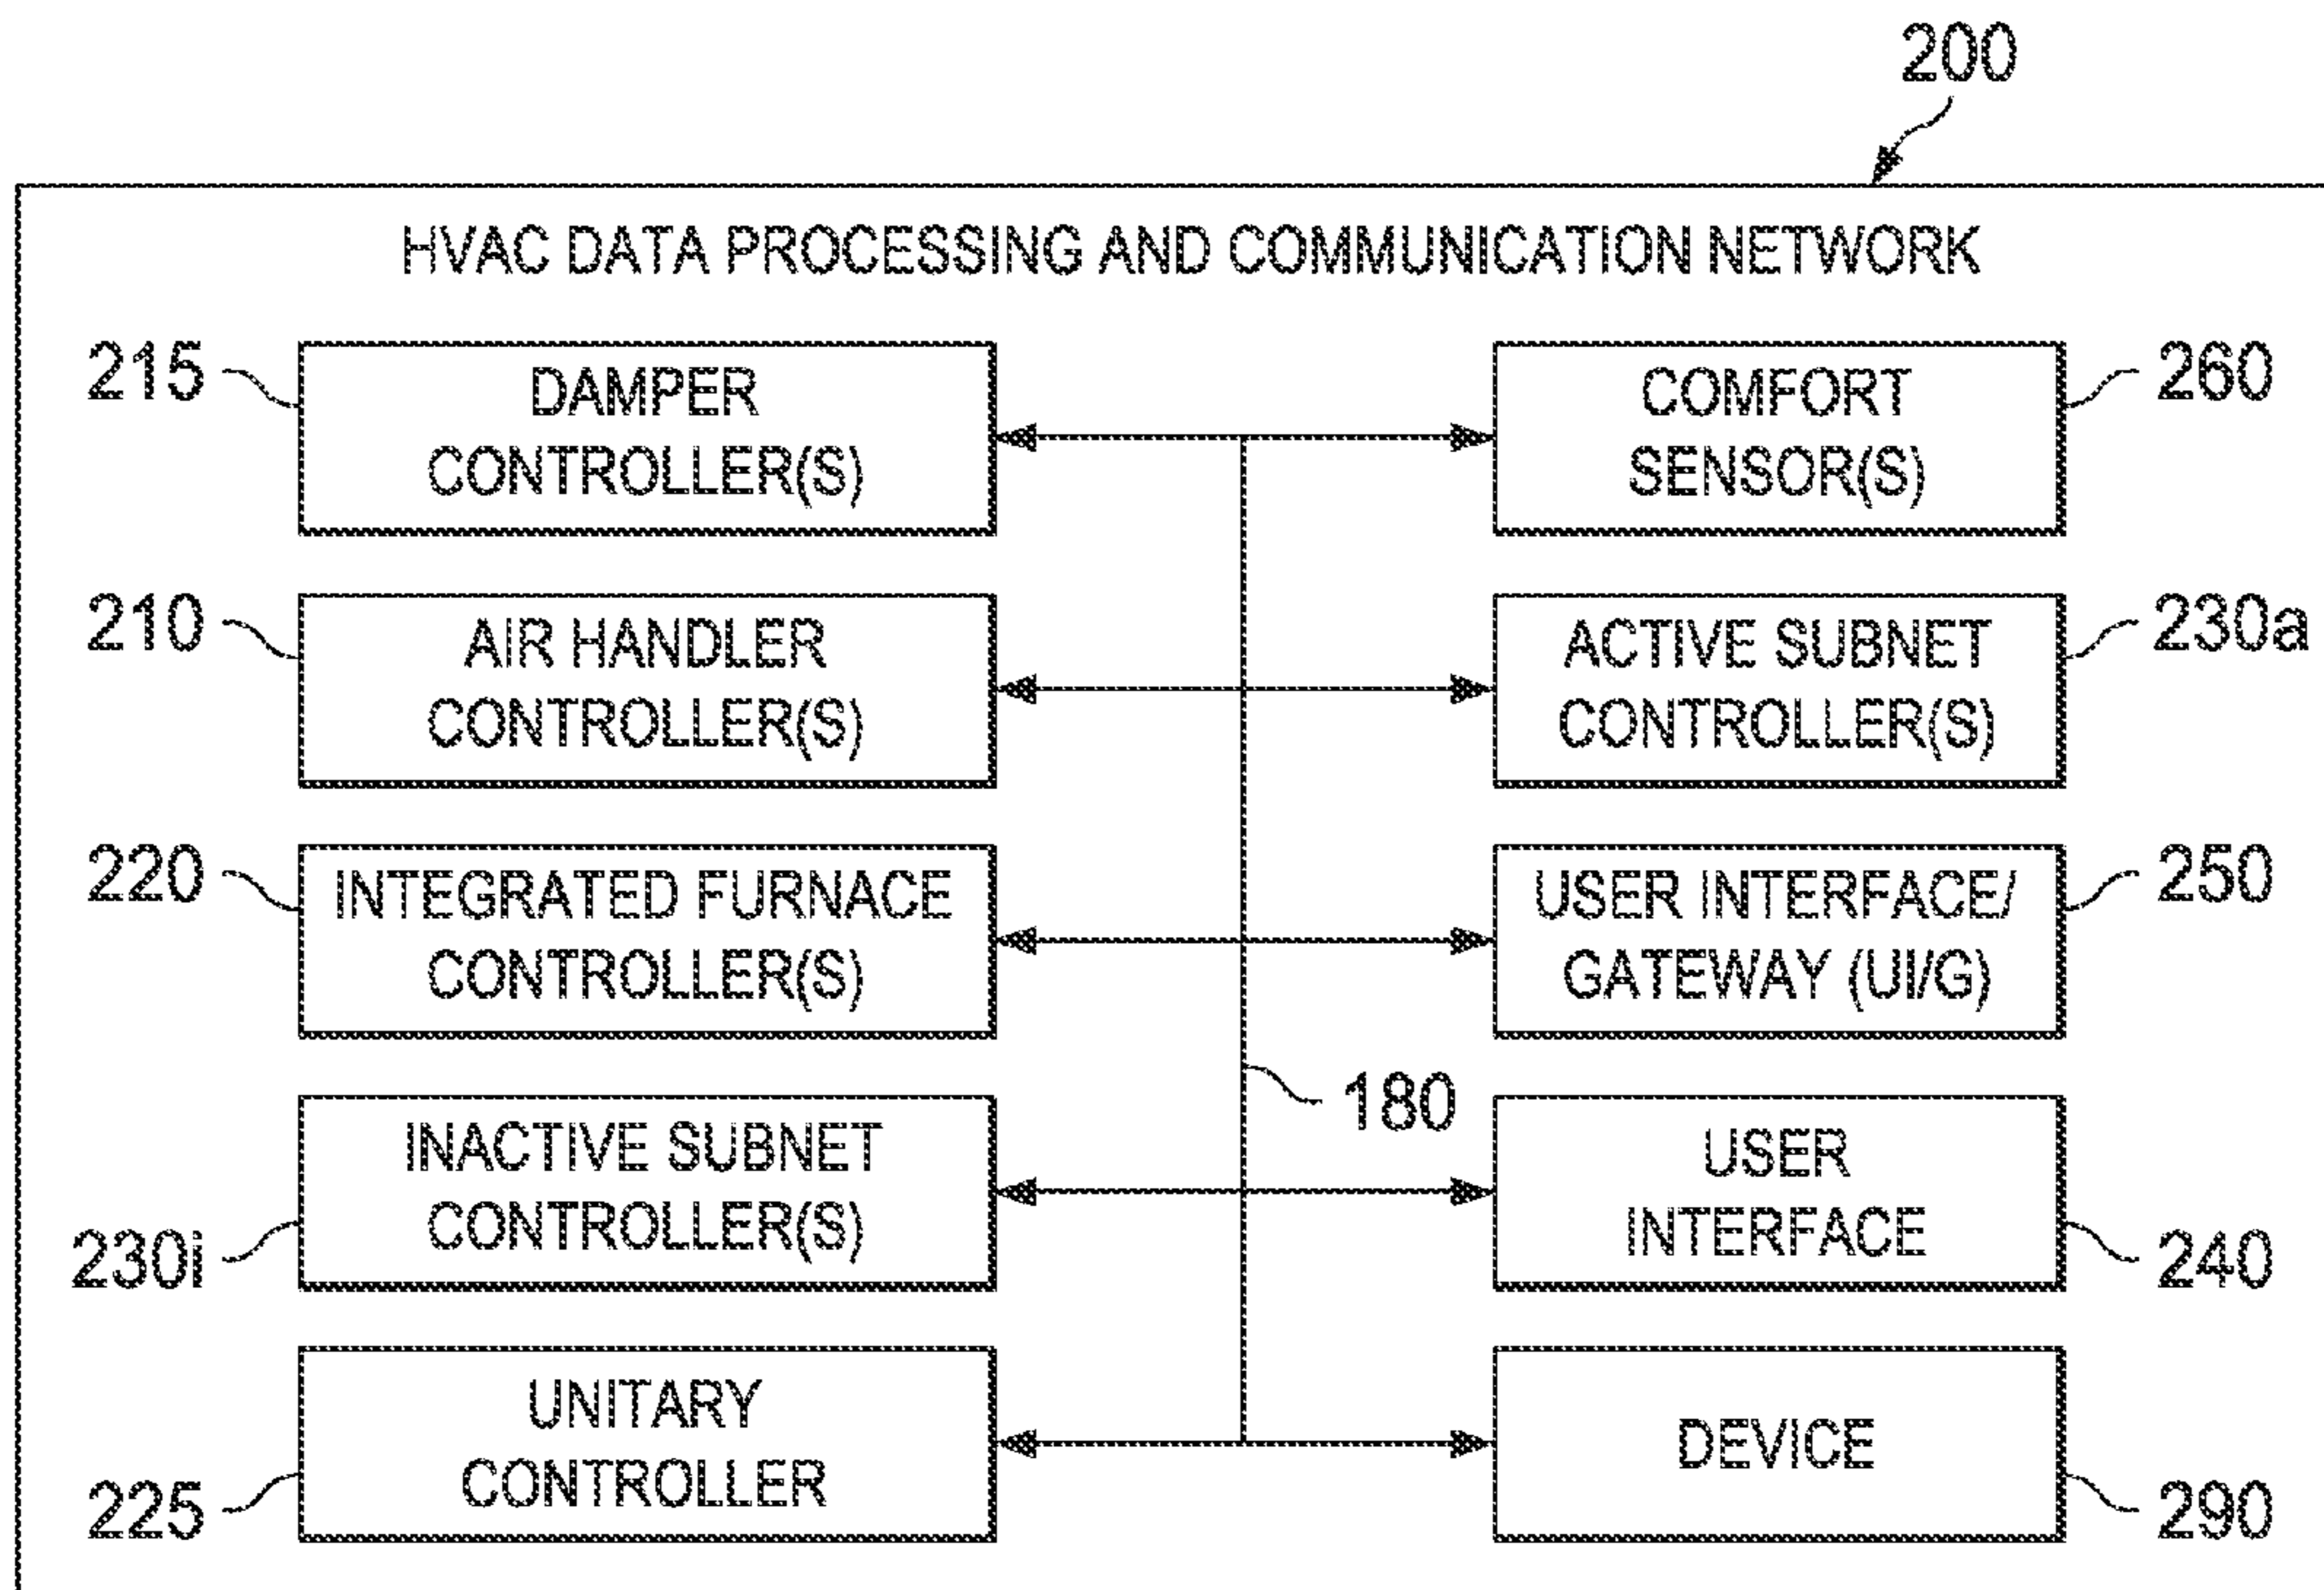 200
HVAC DATA PROCESSING AND COMMUNICATION NETWORK
215
DAMPER
CONTROLLER(S)
COMFORT
SENSOR(S)
260
210
AIR HANDLER
CONTROLLER(S)
ACTIVE SUBNET
CONTROLLER(S)
230a
220
INTEGRATED FURNACE
CONTROLLER(S)
USER INTERFACE/
GATEWAY (UI/G)
250
180
INACTIVE SUBNET
CONTROLLER(S)
230i
USER
INTERFACE
240
UNITARY
CONTROLLER
225
DEVICE
290